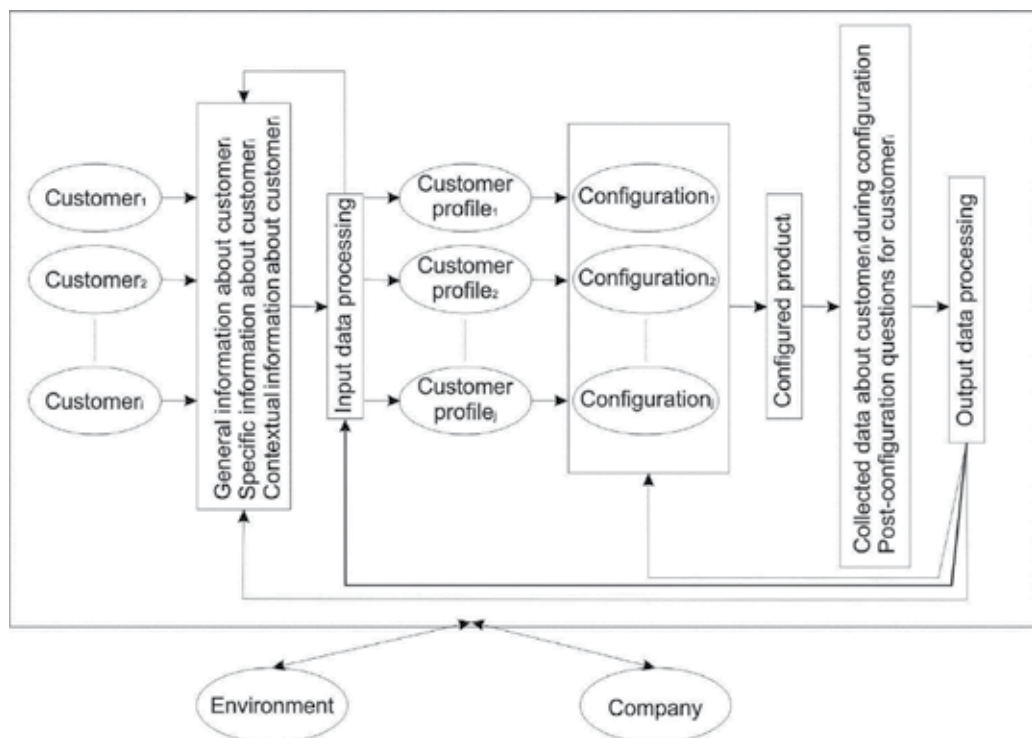 Customer₁
Customer₂
Customerᵢ
General information about customerᵢ
Specific information about customerᵢ
Contextual information about customerᵢ
Input data processing
Customer
profile₁
Customer
profile₂
Customer
profileⱼ
Configuration₁
Configuration₂
Configurationⱼ
Configured product
Collected data about customerᵢ during configuration
Post-configuration questions for customerᵢ
Output data processing
Environment
Company